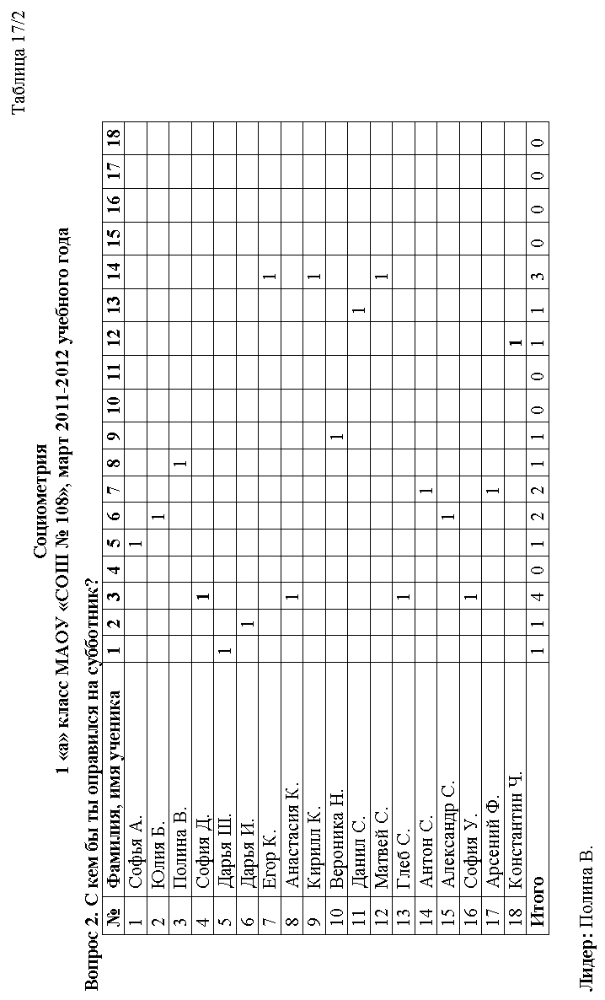 Таблица 17/2
Социометрия
1 «а» класс МАОУ «СОШ № 108», март 2011-2012 учебного года
Вопрос 2. С кем бы ты оправился на субботник?
№ Фамилия, имя ученика 1 2 3 4 5 6 7 8 9 10 11 12 13 14 15 16 17 18
1 Софья А. 1
2 Юлия Б. 1
3 Полина В. 1
4 София Д. 1
5 Дарья Ш. 1
6 Дарья И. 1
7 Егор К. 1
8 Анастасия К. 1
9 Кирилл К. 1
10 Вероника Н. 1
11 Данил С. 1
12 Матвей С. 1
13 Глеб С. 1
14 Антон С. 1
15 Александр С. 1
16 София У. 1
17 Арсений Ф. 1
18 Константин Ч. 1
Итого 1 1 4 0 1 2 2 1 1 0 0 1 1 3 0 0 0 0
Лидер: Полина В.